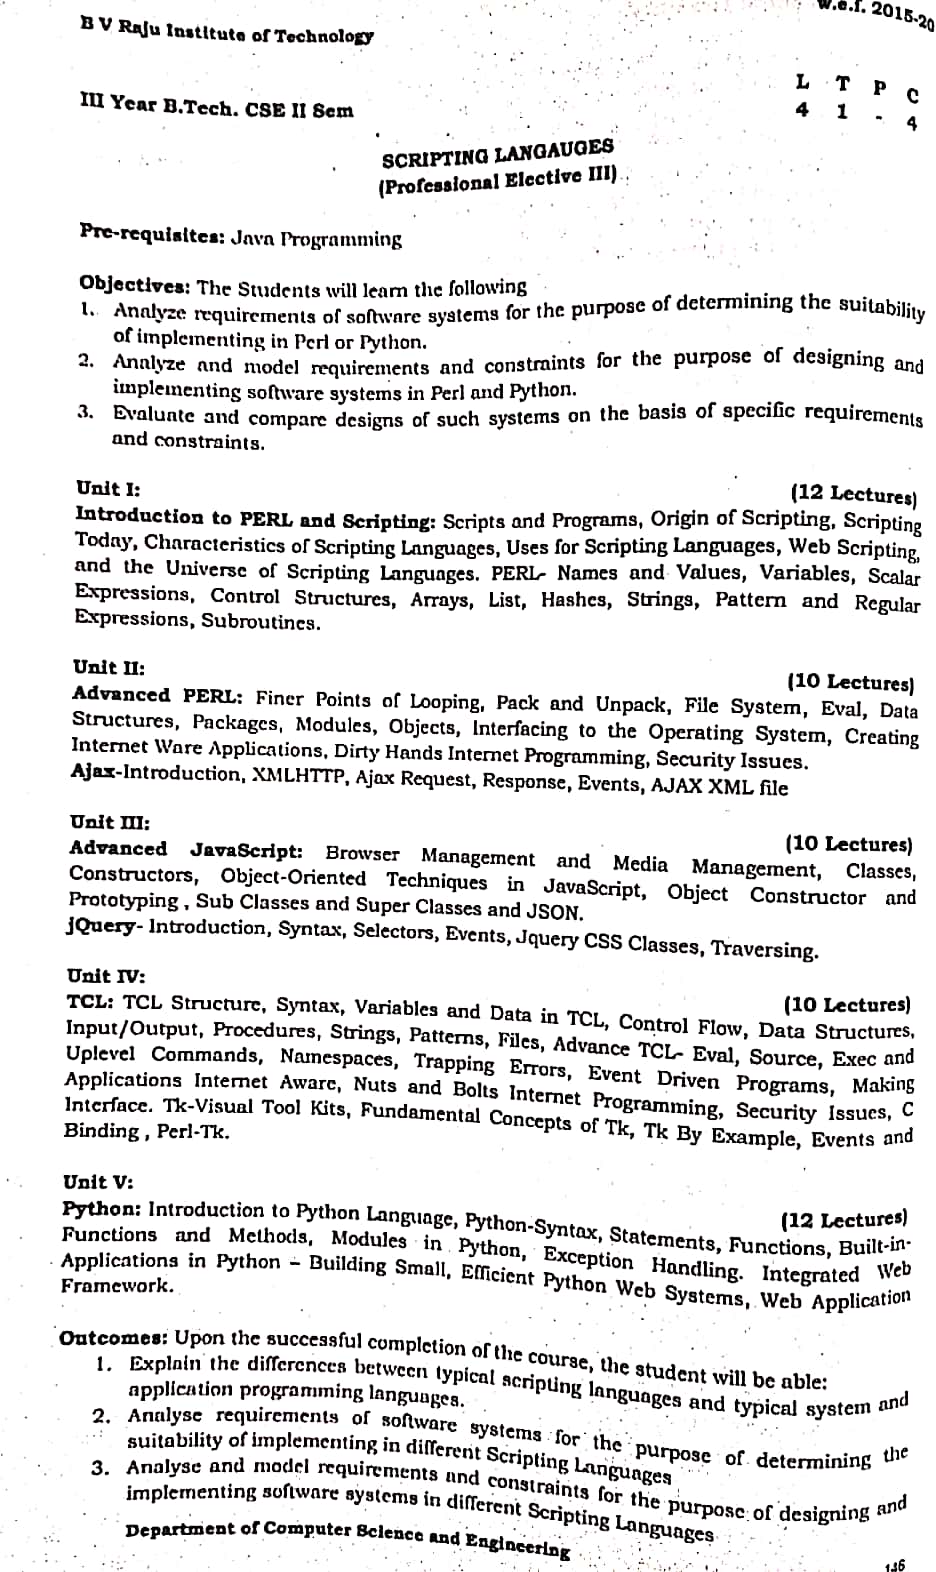 w.e.f. 2015-20
B V Raju Institute of Technology
L T P C
III Year B.Tech. CSE II Sem
4 1 - 4
SCRIPTING LANGAUGES
(Professional Elective III)
Pre-requisites: Java Programming
Objectives: The Students will learn the following
1. Analyze requirements of software systems for the purpose of determining the suitability
of implementing in Perl or Python.
2. Analyze and model requirements and constraints for the purpose of designing and
implementing software systems in Perl and Python.
3. Evaluate and compare designs of such systems on the basis of specific requirements
and constraints.
Unit I: (12 Lectures)
Introduction to PERL and Scripting: Scripts and Programs, Origin of Scripting, Scripting
Today, Characteristics of Scripting Languages, Uses for Scripting Languages, Web Scripting,
and the Universe of Scripting Languages. PERL- Names and Values, Variables, Scalar
Expressions, Control Structures, Arrays, List, Hashes, Strings, Pattern and Regular
Expressions, Subroutines.
Unit II: (10 Lectures)
Advanced PERL: Finer Points of Looping, Pack and Unpack, File System, Eval, Data
Structures, Packages, Modules, Objects, Interfacing to the Operating System, Creating
Internet Ware Applications, Dirty Hands Internet Programming, Security Issues.
Ajax-Introduction, XMLHTTP, Ajax Request, Response, Events, AJAX XML file
Unit III: (10 Lectures)
Advanced JavaScript: Browser Management and Media Management, Classes,
Constructors, Object-Oriented Techniques in JavaScript, Object Constructor and
Prototyping , Sub Classes and Super Classes and JSON.
jQuery- Introduction, Syntax, Selectors, Events, Jquery CSS Classes, Traversing.
Unit IV: (10 Lectures)
TCL: TCL Structure, Syntax, Variables and Data in TCL, Control Flow, Data Structures,
Input/Output, Procedures, Strings, Patterns, Files, Advance TCL- Eval, Source, Exec and
Uplevel Commands, Namespaces, Trapping Errors, Event Driven Programs, Making
Applications Internet Aware, Nuts and Bolts Internet Programming, Security Issues, C
Interface. Tk-Visual Tool Kits, Fundamental Concepts of Tk, Tk By Example, Events and
Binding , Perl-Tk.
Unit V: (12 Lectures)
Python: Introduction to Python Language, Python-Syntax, Statements, Functions, Built-in-
Functions and Methods, Modules in Python, Exception Handling. Integrated Web
Applications in Python – Building Small, Efficient Python Web Systems, Web Application
Framework.
Outcomes: Upon the successful completion of the course, the student will be able:
1. Explain the differences between typical scripting languages and typical system and
application programming languages.
2. Analyse requirements of software systems for the purpose of determining the
suitability of implementing in different Scripting Languages
3. Analyse and model requirements and constraints for the purpose of designing and
implementing software systems in different Scripting Languages
Department of Computer Science and Engineering
136